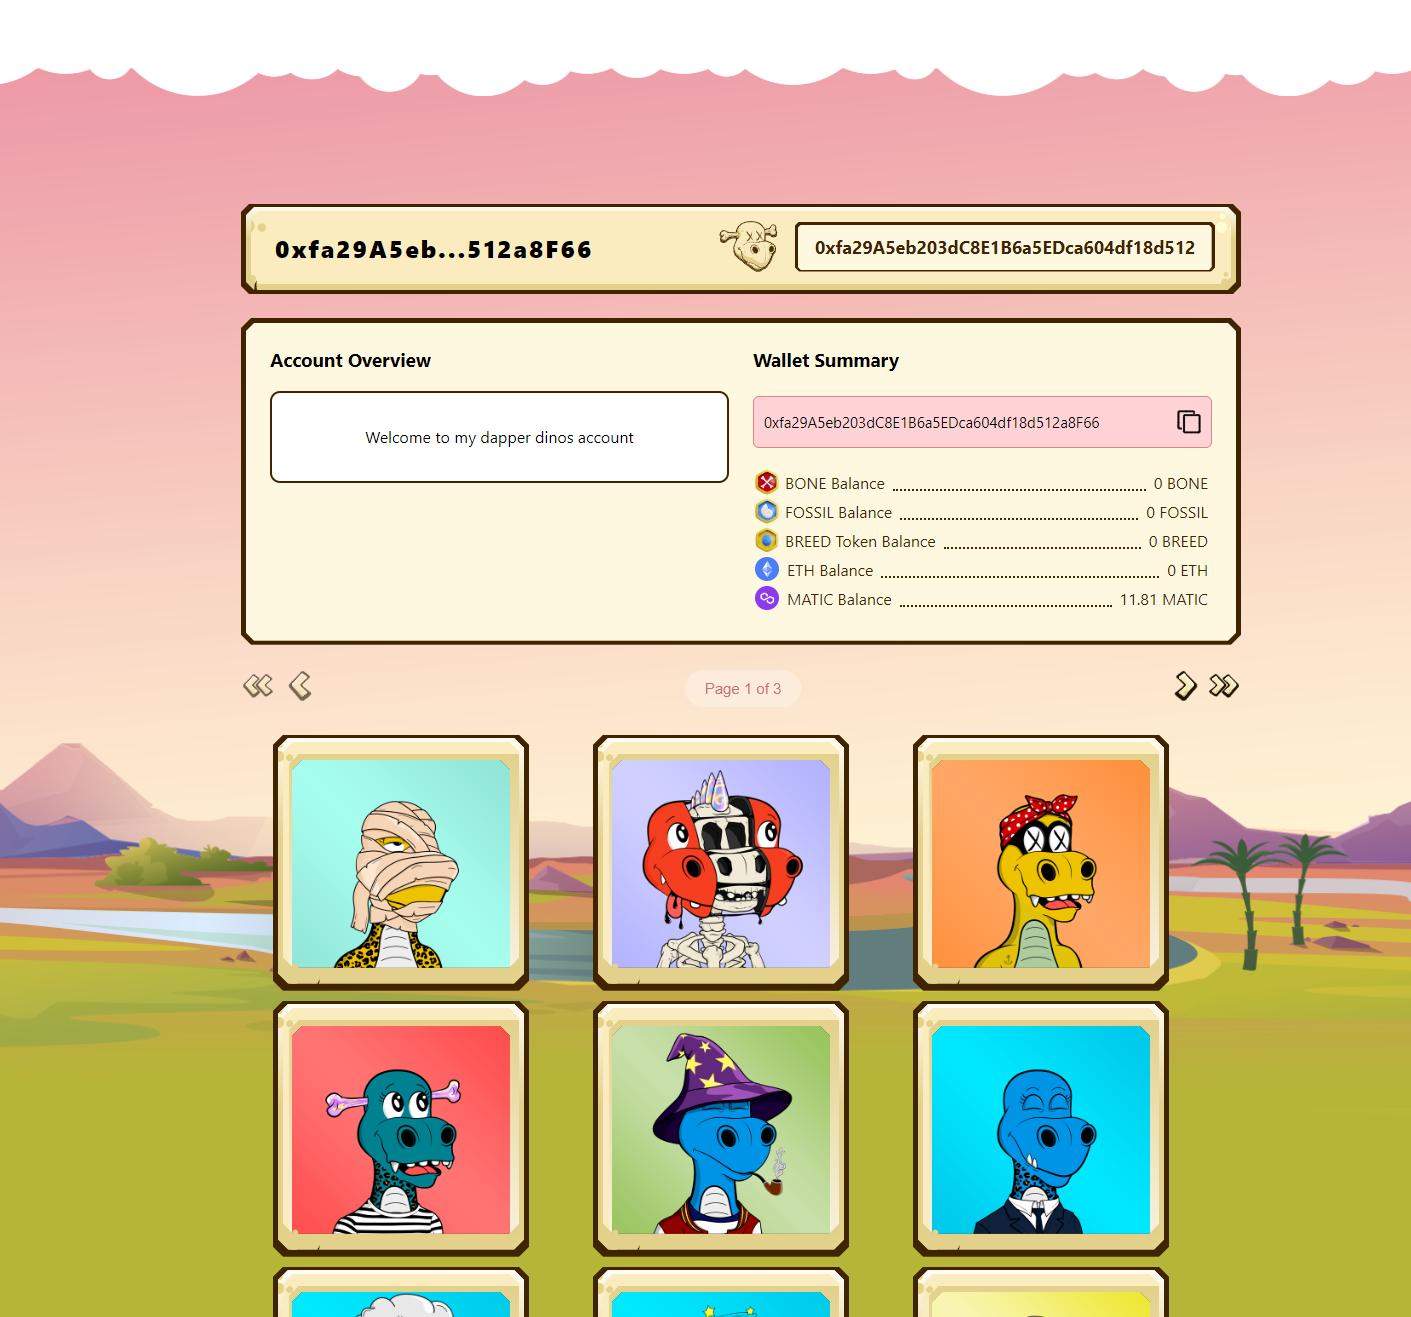 0xfa29A5eb...512a8F66
0xfa29A5eb203dC8E1B6a5EDca604df18d512
Account Overview
Welcome to my dapper dinos account
Wallet Summary
0xfa29A5eb203dC8E1B6a5EDca604df18d512a8F66
BONE Balance 0 BONE
FOSSIL Balance 0 FOSSIL
BREED Token Balance 0 BREED
ETH Balance 0 ETH
MATIC Balance 11.81 MATIC
Page 1 of 3